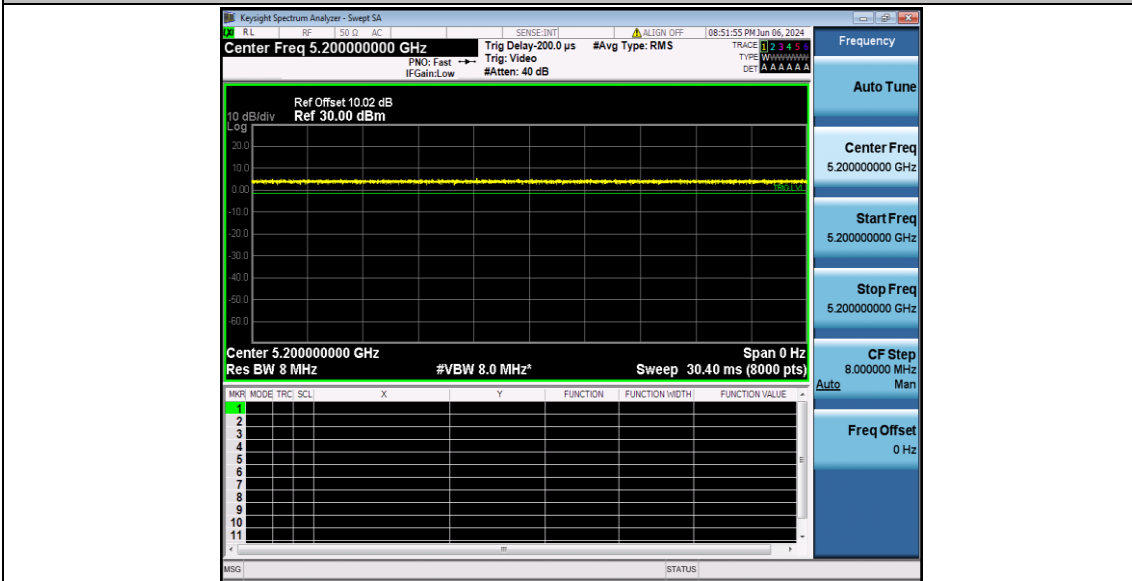 Keysight Spectrum Analyzer - Swept SA
RL RF 50 Ω AC SENSE:INT ALIGN OFF 08:51:55 PM Jun 06, 2024
Center Freq 5.200000000 GHz Trig Delay-200.0 µs #Avg Type: RMS TRACE 1 2 3 4 5 6
PNO: Fast Trig: Video TYPE WWWWWW
IFGain:Low #Atten: 40 dB DET A A A A A A
Frequency
Auto Tune
Center Freq
5.200000000 GHz
Start Freq
5.200000000 GHz
Stop Freq
5.200000000 GHz
CF Step
8.000000 MHz
Auto Man
Freq Offset
0 Hz
Ref Offset 10.02 dB
10 dB/div Ref 30.00 dBm
Log
20.0
10.0
0.00
TRIG LVL
-10.0
-20.0
-30.0
-40.0
-50.0
-60.0
Center 5.200000000 GHz Span 0 Hz
Res BW 8 MHz #VBW 8.0 MHz* Sweep 30.40 ms (8000 pts)
MKR MODE TRC SCL X Y FUNCTION FUNCTION WIDTH FUNCTION VALUE
1
2
3
4
5
6
7
8
9
10
11
MSG STATUS